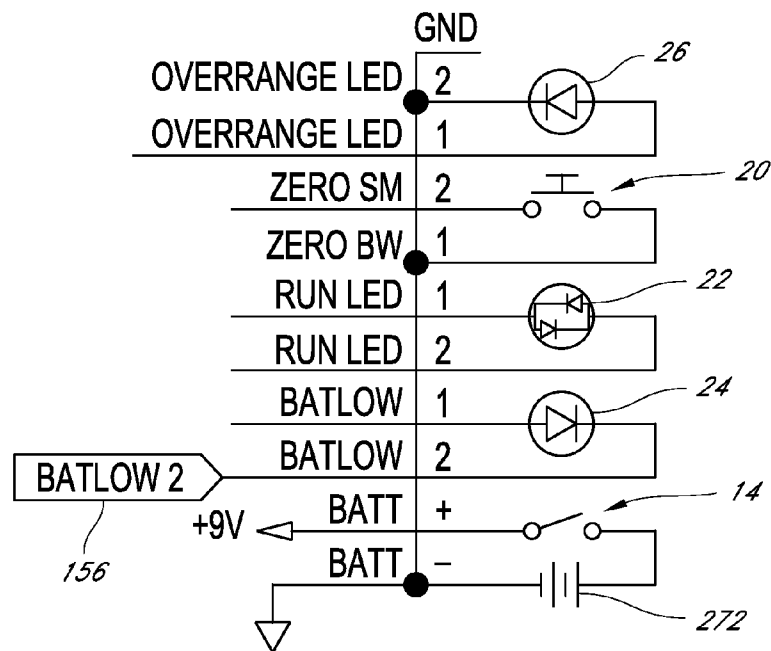 GND
OVERRANGE LED 2
26
OVERRANGE LED 1
ZERO SM 2
20
ZERO BW 1
RUN LED 1
22
RUN LED 2
BATLOW 1
24
BATLOW 2
BATLOW 2
156
+9V
BATT +
14
BATT –
272